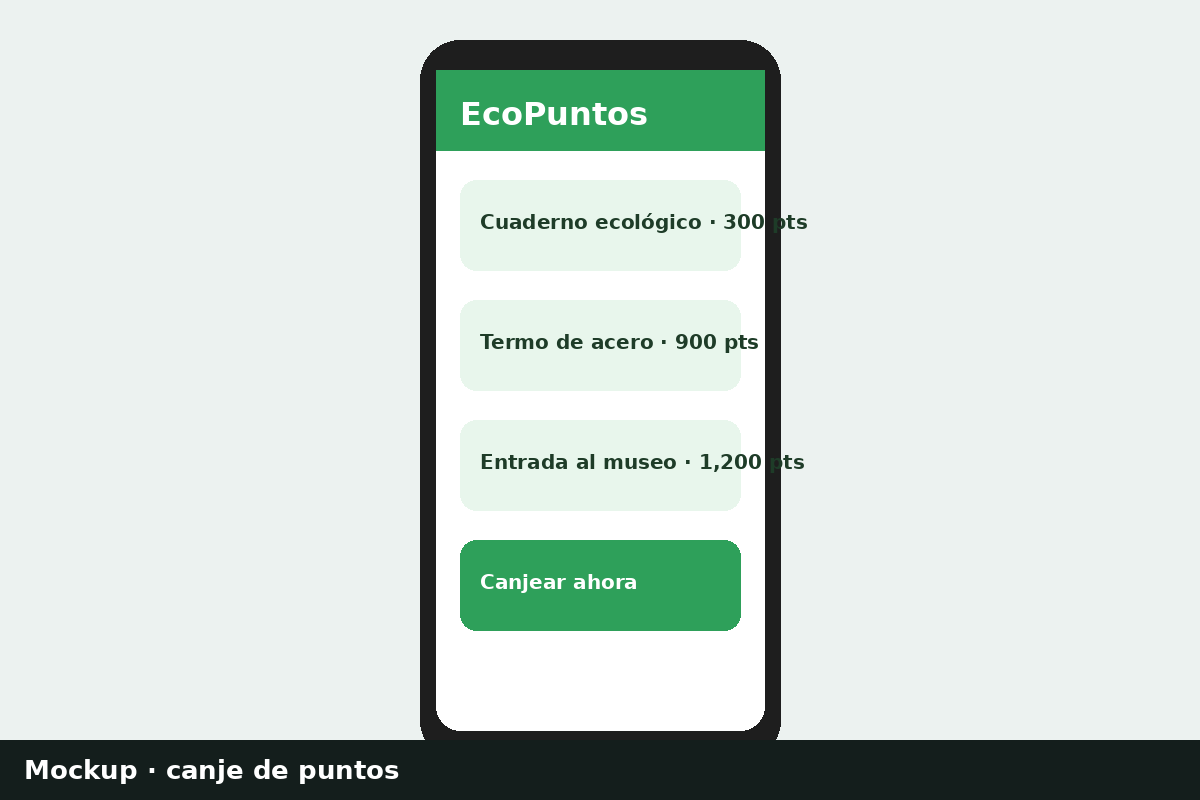 EcoPuntos
Cuaderno ecológico · 300 pts
Termo de acero · 900 pts
Entrada al museo · 1,200 pts
Canjear ahora
Mockup · canje de puntos